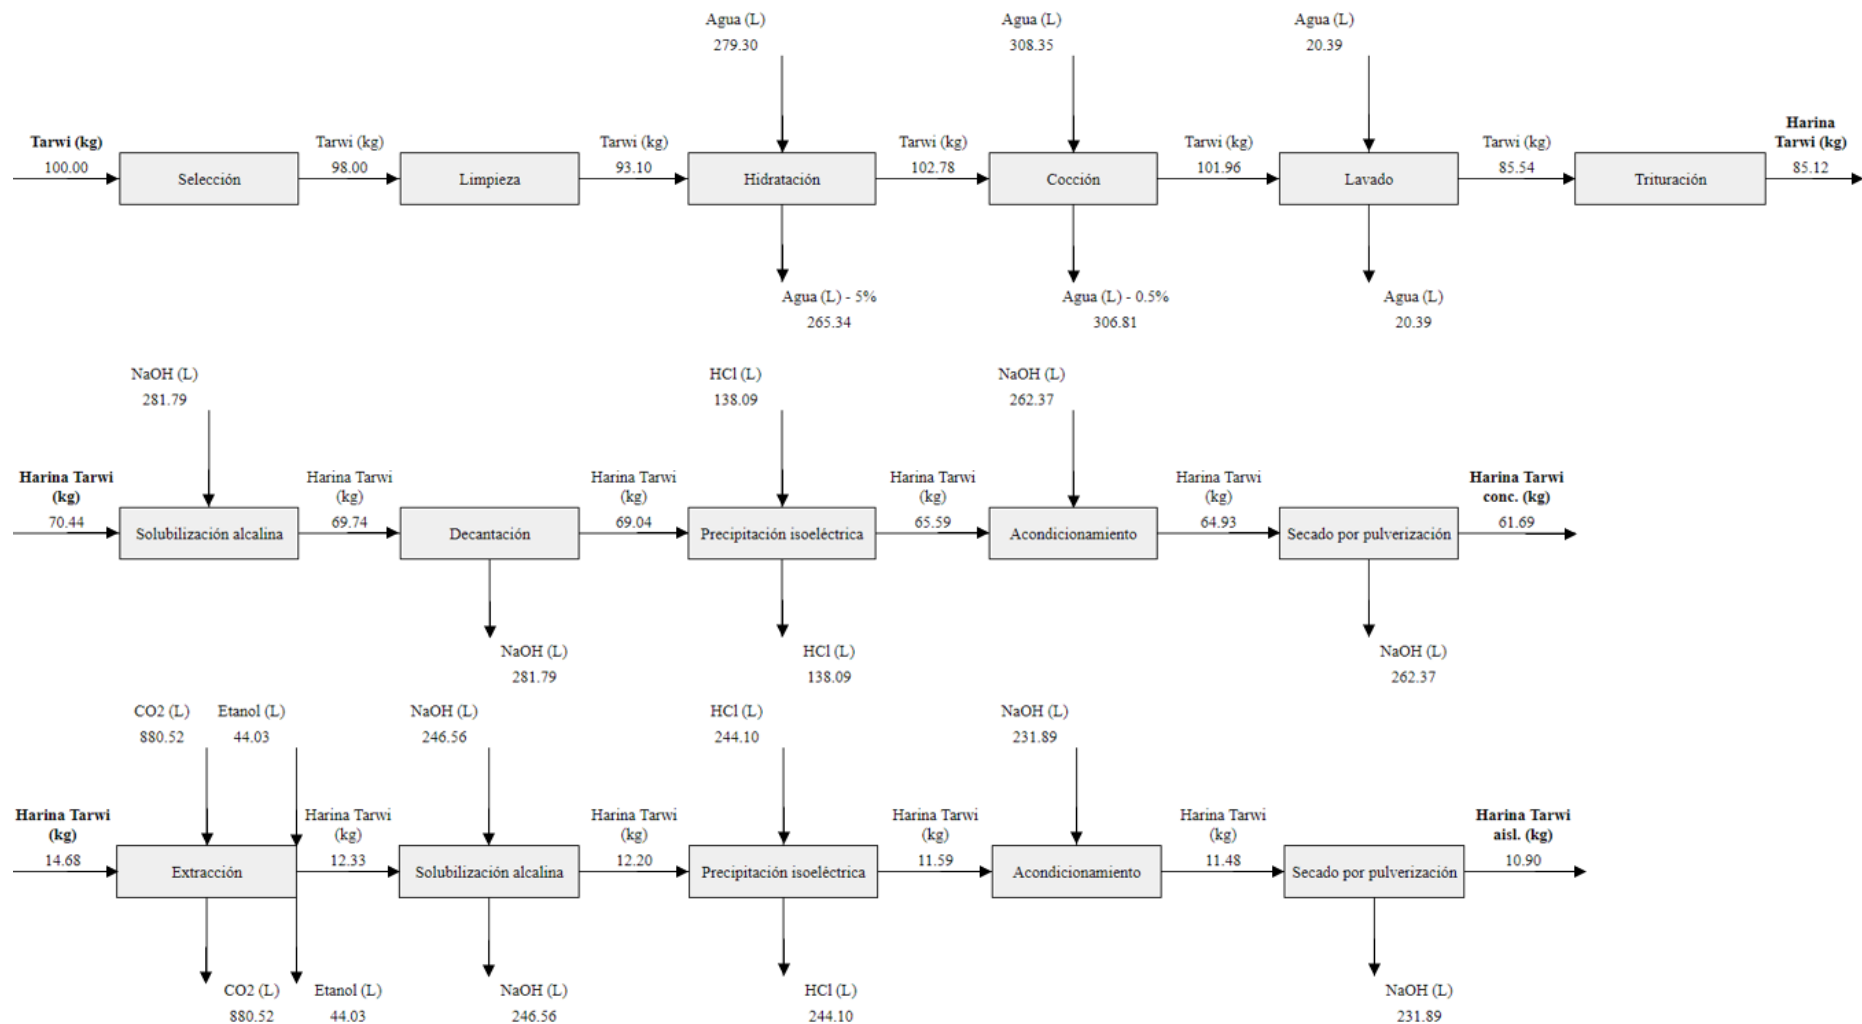 Agua (L)
279.30
Agua (L)
308.35
Agua (L)
20.39
Tarwi (kg)
100.00
Selección
Tarwi (kg)
98.00
Limpieza
Tarwi (kg)
93.10
Hidratación
Tarwi (kg)
102.78
Cocción
Tarwi (kg)
101.96
Lavado
Tarwi (kg)
85.54
Trituración
Harina
Tarwi (kg)
85.12
Agua (L) - 5%
265.34
Agua (L) - 0.5%
306.81
Agua (L)
20.39
NaOH (L)
281.79
HCl (L)
138.09
NaOH (L)
262.37
Harina Tarwi
(kg)
70.44
Solubilización alcalina
Harina Tarwi
(kg)
69.74
Decantación
Harina Tarwi
(kg)
69.04
Precipitación isoeléctrica
Harina Tarwi
(kg)
65.59
Acondicionamiento
Harina Tarwi
(kg)
64.93
Secado por pulverización
Harina Tarwi
conc. (kg)
61.69
NaOH (L)
281.79
HCl (L)
138.09
NaOH (L)
262.37
CO2 (L)
880.52
Etanol (L)
44.03
NaOH (L)
246.56
HCl (L)
244.10
NaOH (L)
231.89
Harina Tarwi
(kg)
14.68
Extracción
Harina Tarwi
(kg)
12.33
Solubilización alcalina
Harina Tarwi
(kg)
12.20
Precipitación isoeléctrica
Harina Tarwi
(kg)
11.59
Acondicionamiento
Harina Tarwi
(kg)
11.48
Secado por pulverización
Harina Tarwi
aisl. (kg)
10.90
CO2 (L)
880.52
Etanol (L)
44.03
NaOH (L)
246.56
HCl (L)
244.10
NaOH (L)
231.89